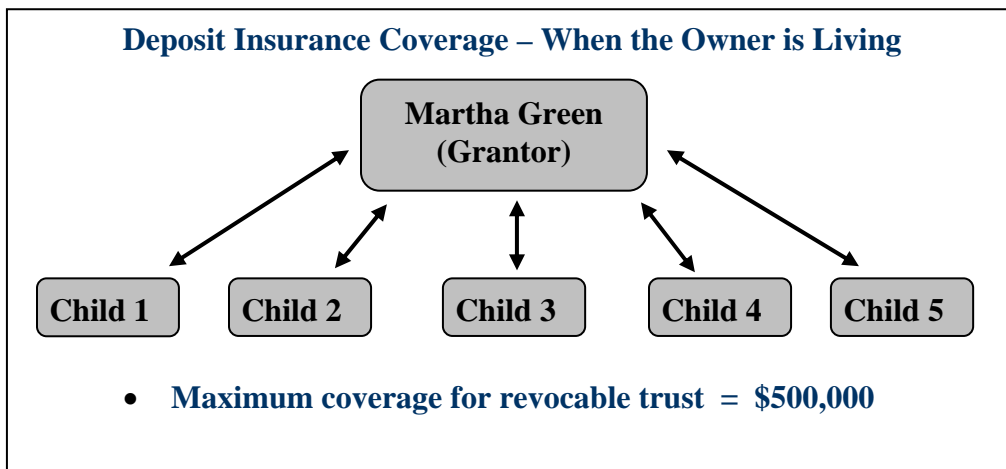 Deposit Insurance Coverage – When the Owner is Living
Martha Green
(Grantor)
Child 1
Child 2
Child 3
Child 4
Child 5
• Maximum coverage for revocable trust = $500,000